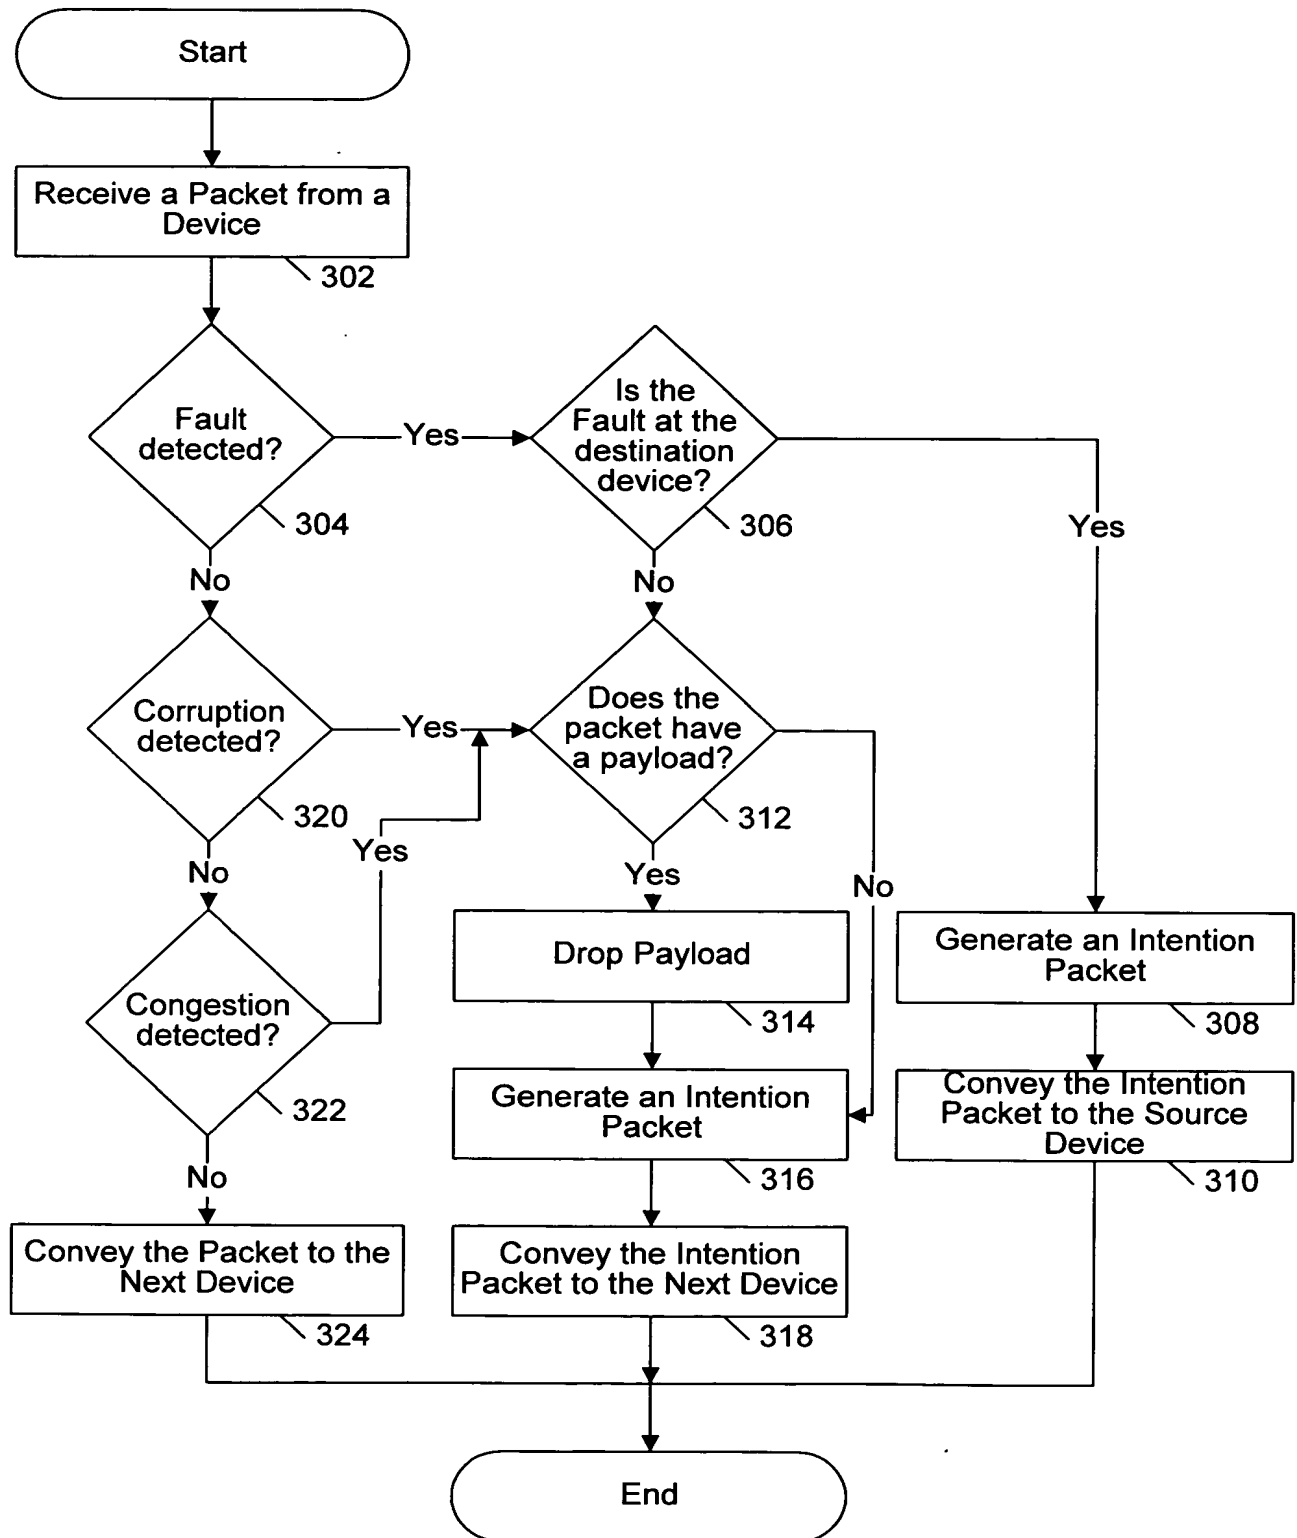 Start
Receive a Packet from a
Device
302
Fault
detected?
304
Yes
Is the
Fault at the
destination
device?
306
Yes
No
No
Corruption
detected?
320
Yes
Does the
packet have
a payload?
312
No
Yes
Yes
No
Congestion
detected?
322
Drop Payload
314
Generate an Intention
Packet
308
Generate an Intention
Packet
316
Convey the Intention
Packet to the Source
Device
310
No
Convey the Packet to the
Next Device
324
Convey the Intention
Packet to the Next Device
318
End